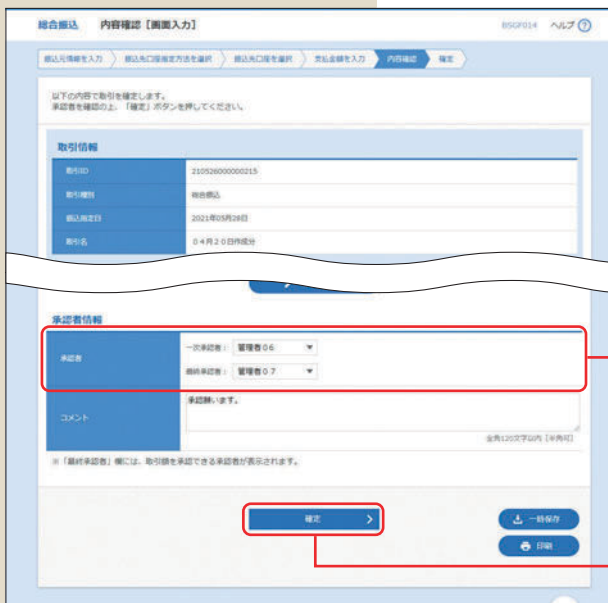 総合振込 内容確認［画面入力］ BSGF014 ヘルプ ?
振込元情報を入力 振込先口座指定方法を選択 振込先口座を選択 支払金額を入力 内容確認 確定
以下の内容で取引を確定します。
承認者を確認の上、「確定」ボタンを押してください。
取引情報
取引ID 210526000000215
取引種別 総合振込
振込指定日 2021年05月28日
取引名 ０４月２０日作成分
承認者情報
承認者 一次承認者： 管理者０６
最終承認者： 管理者０７
コメント 承認願います。
全角120文字以内［半角可］
※「最終承認者」欄には、取引額を承認できる承認者が表示されます。
確定
一時保存
印刷